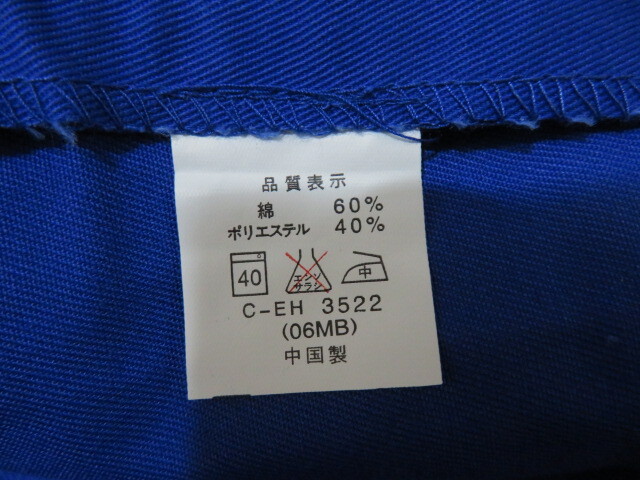 品質表示
綿 60%
ポリエステル 40%
40 エンソサラシ 中
C-EH 3522
(06MB)
中国製